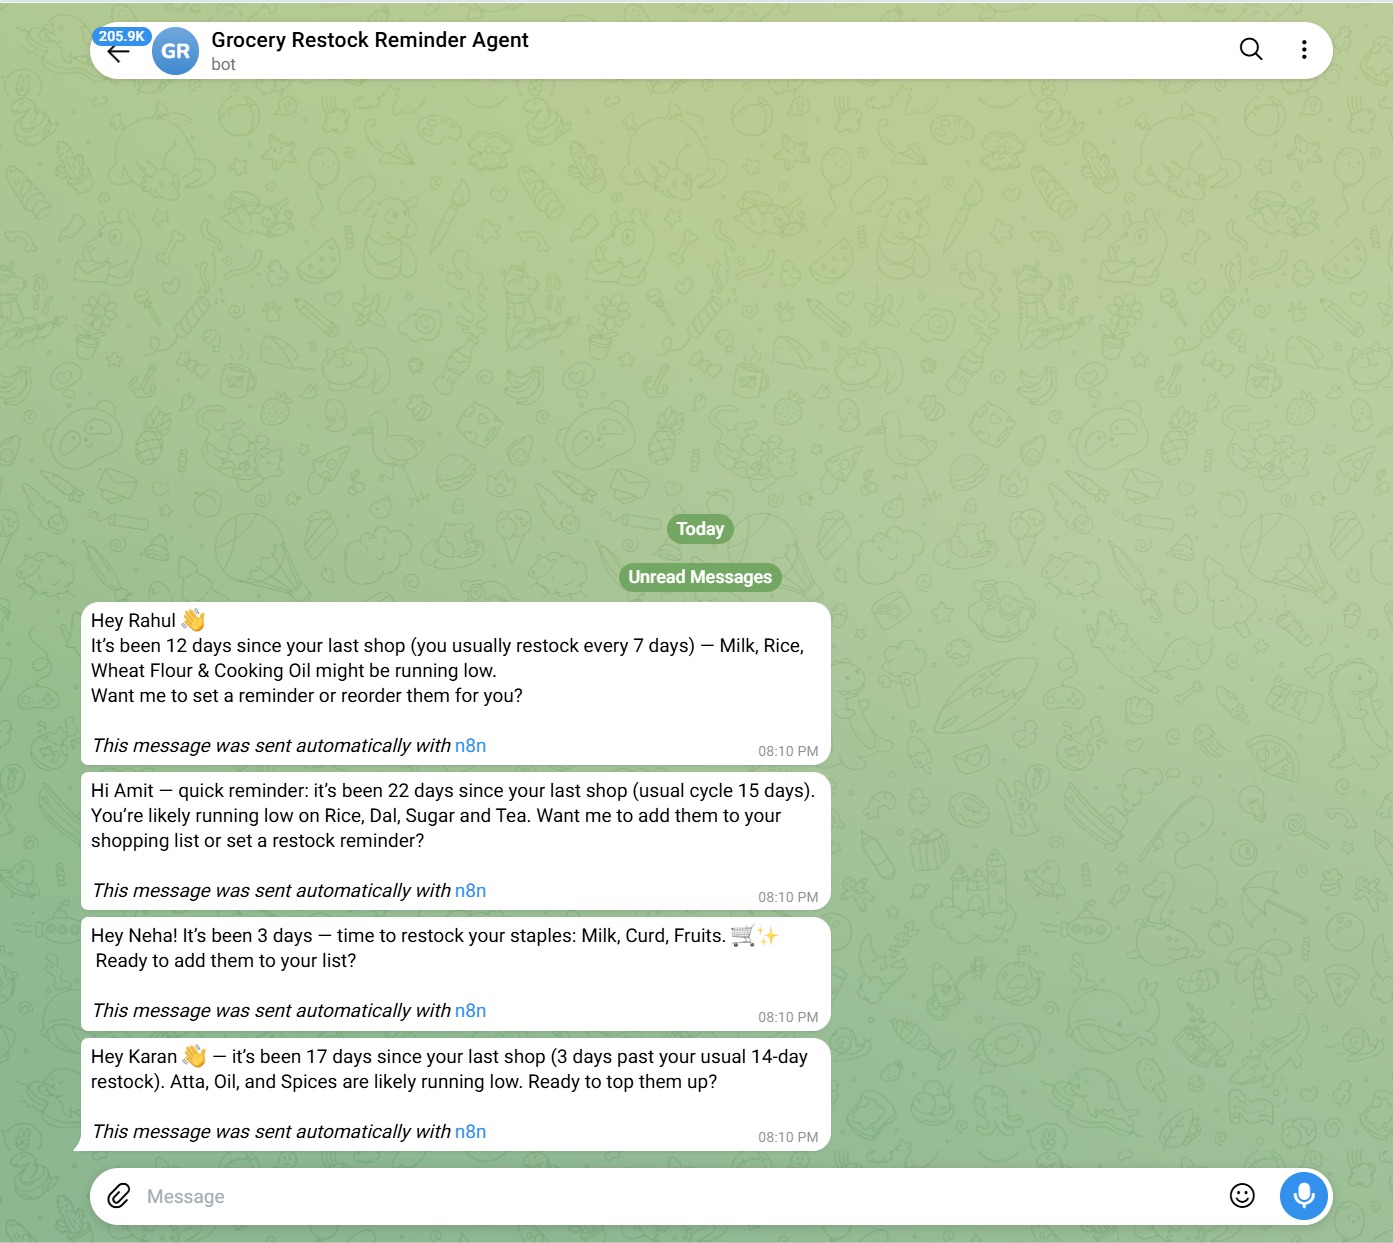 205.9K
GR
Grocery Restock Reminder Agent
bot
Today
Unread Messages
Hey Rahul 👋
It’s been 12 days since your last shop (you usually restock every 7 days) — Milk, Rice,
Wheat Flour & Cooking Oil might be running low.
Want me to set a reminder or reorder them for you?
This message was sent automatically with n8n
08:10 PM
Hi Amit — quick reminder: it’s been 22 days since your last shop (usual cycle 15 days).
You’re likely running low on Rice, Dal, Sugar and Tea. Want me to add them to your
shopping list or set a restock reminder?
This message was sent automatically with n8n
08:10 PM
Hey Neha! It’s been 3 days — time to restock your staples: Milk, Curd, Fruits. 🛒✨
Ready to add them to your list?
This message was sent automatically with n8n
08:10 PM
Hey Karan 👋 — it’s been 17 days since your last shop (3 days past your usual 14-day
restock). Atta, Oil, and Spices are likely running low. Ready to top them up?
This message was sent automatically with n8n
08:10 PM
Message